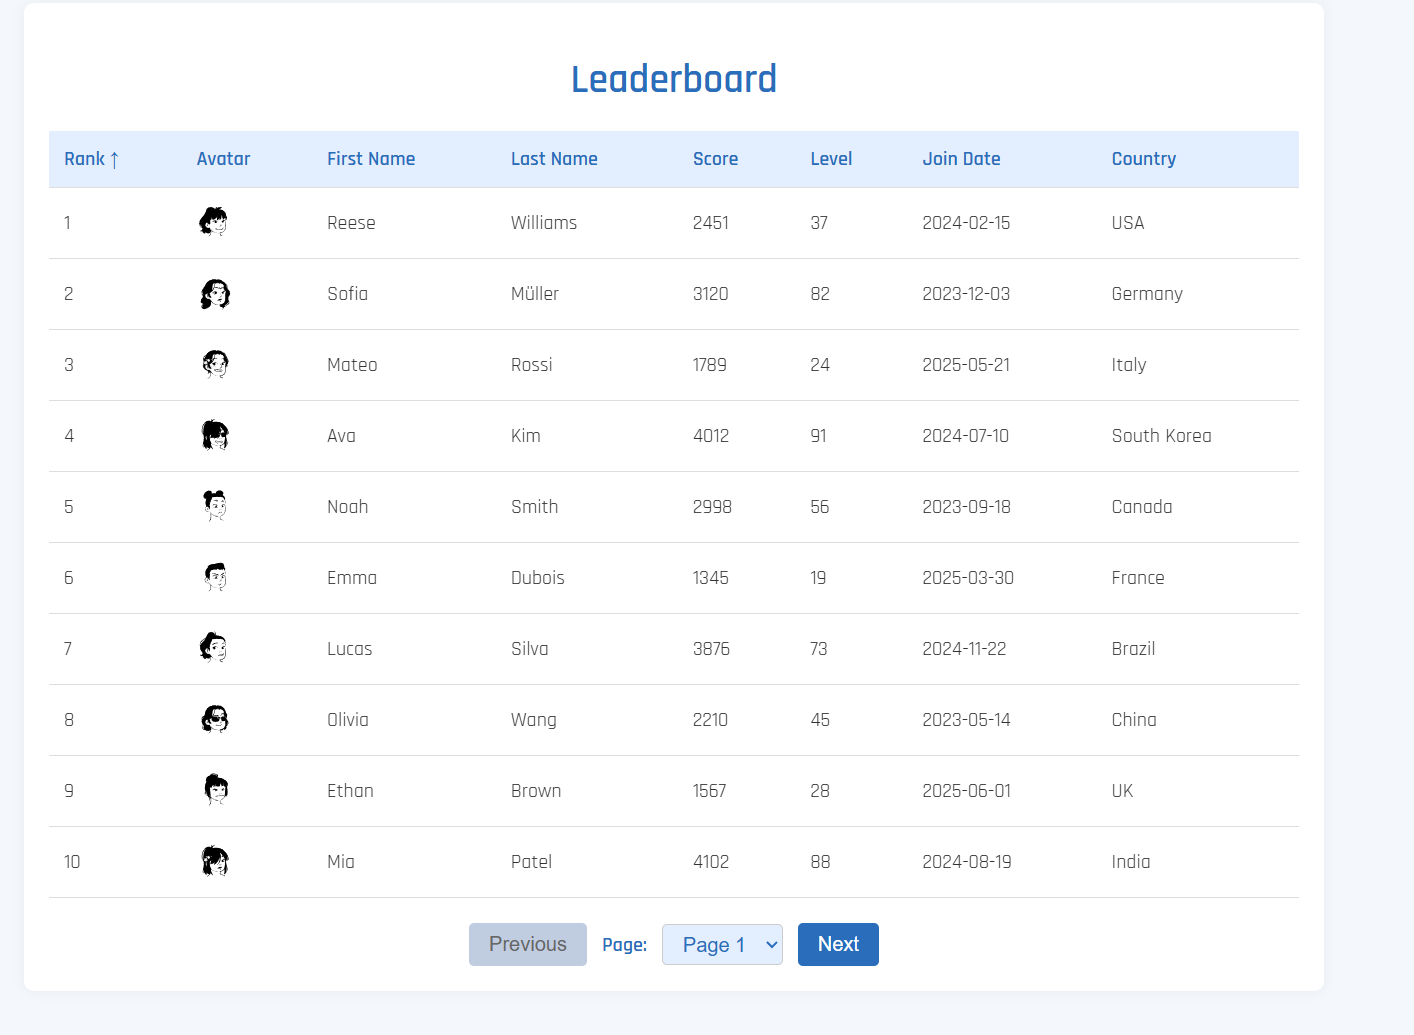 Leaderboard
Rank ↑ Avatar First Name Last Name Score Level Join Date Country
1 Reese Williams 2451 37 2024-02-15 USA
2 Sofia Müller 3120 82 2023-12-03 Germany
3 Mateo Rossi 1789 24 2025-05-21 Italy
4 Ava Kim 4012 91 2024-07-10 South Korea
5 Noah Smith 2998 56 2023-09-18 Canada
6 Emma Dubois 1345 19 2025-03-30 France
7 Lucas Silva 3876 73 2024-11-22 Brazil
8 Olivia Wang 2210 45 2023-05-14 China
9 Ethan Brown 1567 28 2025-06-01 UK
10 Mia Patel 4102 88 2024-08-19 India
Previous Page: Page 1 Next